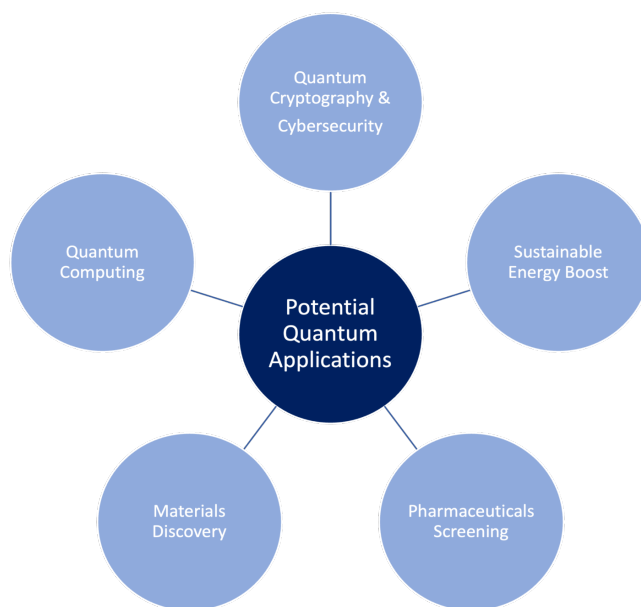 Quantum
Cryptography &
Cybersecurity
Quantum
Computing
Sustainable
Energy Boost
Potential
Quantum
Applications
Materials
Discovery
Pharmaceuticals
Screening